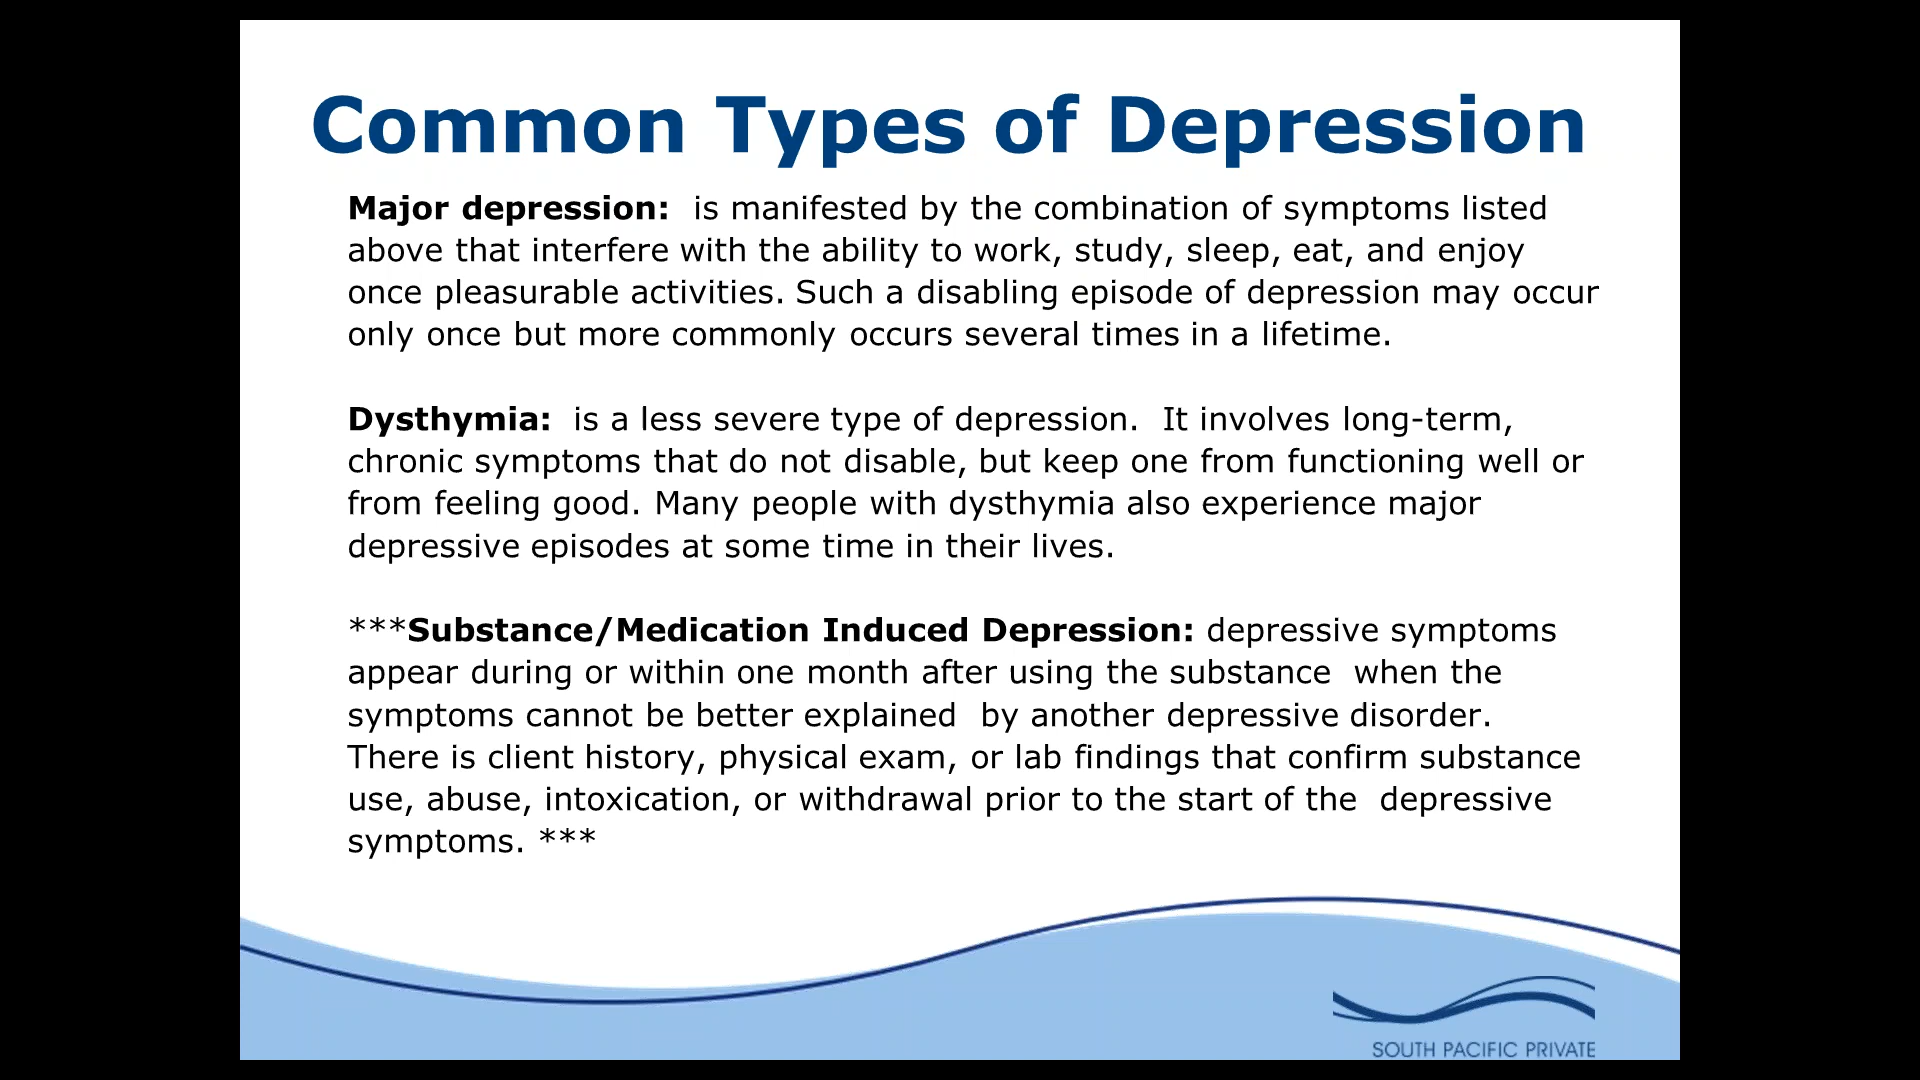 Common Types of Depression
Major depression:  is manifested by the combination of symptoms listed
above that interfere with the ability to work, study, sleep, eat, and enjoy
once pleasurable activities. Such a disabling episode of depression may occur
only once but more commonly occurs several times in a lifetime.
Dysthymia:  is a less severe type of depression.  It involves long-term,
chronic symptoms that do not disable, but keep one from functioning well or
from feeling good. Many people with dysthymia also experience major
depressive episodes at some time in their lives.
***Substance/Medication Induced Depression: depressive symptoms
appear during or within one month after using the substance  when the
symptoms cannot be better explained  by another depressive disorder.
There is client history, physical exam, or lab findings that confirm substance
use, abuse, intoxication, or withdrawal prior to the start of the  depressive
symptoms. ***
SOUTH PACIFIC PRIVATE